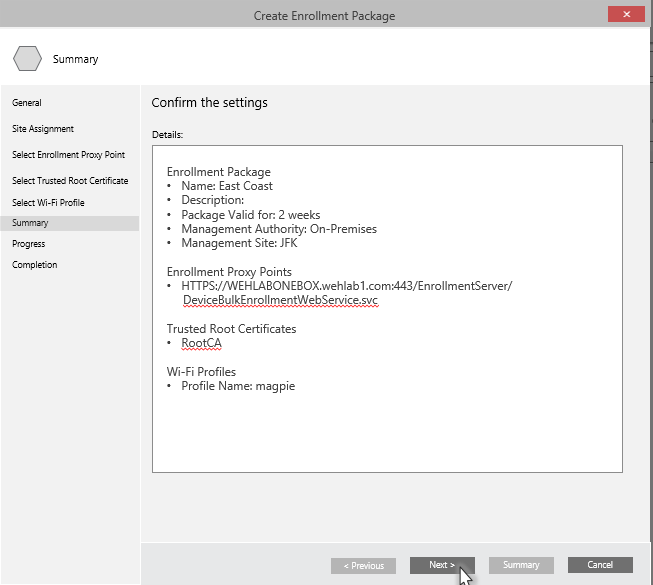 Create Enrollment Package
Summary
General
Site Assignment
Select Enrollment Proxy Point
Select Trusted Root Certificate
Select Wi-Fi Profile
Summary
Progress
Completion
Confirm the settings
Details:
Enrollment Package
• Name: East Coast
• Description:
• Package Valid for: 2 weeks
• Management Authority: On-Premises
• Management Site: JFK
Enrollment Proxy Points
• HTTPS://WEHLABONEBOX.wehlab1.com:443/EnrollmentServer/
DeviceBulkEnrollmentWebService.svc
Trusted Root Certificates
• RootCA
Wi-Fi Profiles
• Profile Name: magpie
< Previous
Next >
Summary
Cancel